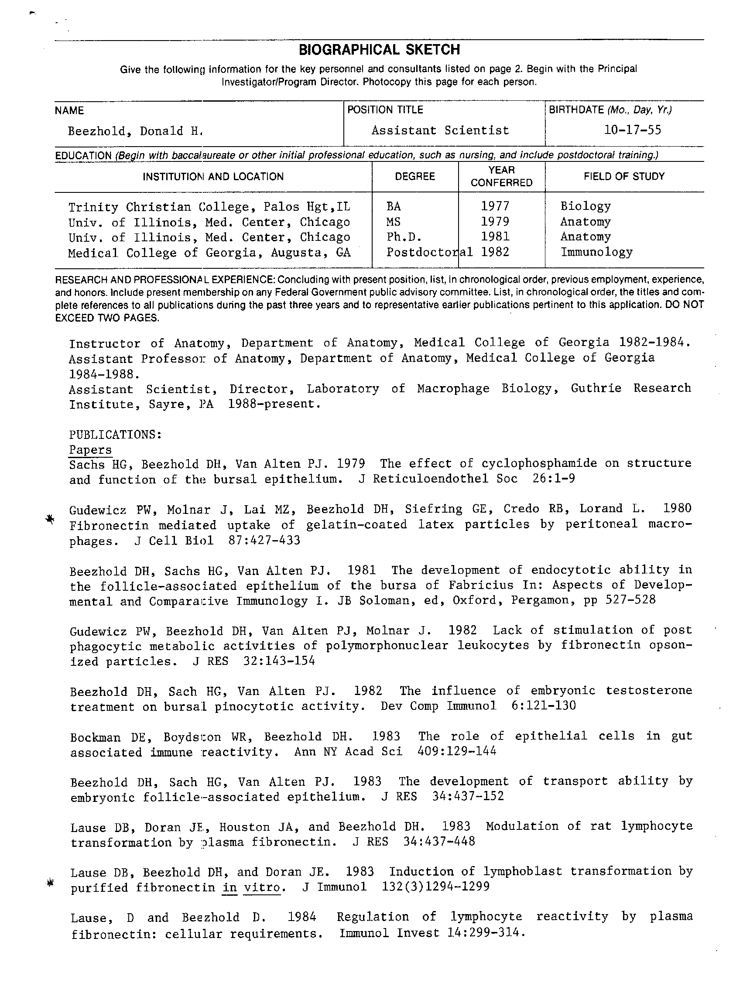 BIOGRAPHICAL SKETCH
Give the following information for the key personnel and consultants listed on page 2. Begin with the Principal
Investigator/Program Director. Photocopy this page for each person.
NAME
POSITION TITLE
BIRTHDATE (Mo., Day, Yr.)
Beezhold, Donald H.
Assistant Scientist
10-17-55
EDUCATION (Begin with baccalaureate or other initial professional education, such as nursing, and include postdoctoral training.)
INSTITUTION AND LOCATION
DEGREE
YEAR
CONFERRED
FIELD OF STUDY
Trinity Christian College, Palos Hgt,IL BA 1977 Biology
Univ. of Illinois, Med. Center, Chicago MS 1979 Anatomy
Univ. of Illinois, Med. Center, Chicago Ph.D. 1981 Anatomy
Medical College of Georgia, Augusta, GA Postdoctoral 1982 Immunology
RESEARCH AND PROFESSIONAL EXPERIENCE: Concluding with present position, list, in chronological order, previous employment, experience,
and honors. Include present membership on any Federal Government public advisory committee. List, in chronological order, the titles and com-
plete references to all publications during the past three years and to representative earlier publications pertinent to this application. DO NOT
EXCEED TWO PAGES.
Instructor of Anatomy, Department of Anatomy, Medical College of Georgia 1982-1984.
Assistant Professor of Anatomy, Department of Anatomy, Medical College of Georgia
1984-1988.
Assistant Scientist, Director, Laboratory of Macrophage Biology, Guthrie Research
Institute, Sayre, PA 1988-present.
PUBLICATIONS:
Papers
Sachs HG, Beezhold DH, Van Alten PJ. 1979 The effect of cyclophosphamide on structure
and function of the bursal epithelium. J Reticuloendothel Soc 26:1-9
* Gudewicz PW, Molnar J, Lai MZ, Beezhold DH, Siefring GE, Credo RB, Lorand L. 1980
Fibronectin mediated uptake of gelatin-coated latex particles by peritoneal macro-
phages. J Cell Biol 87:427-433
Beezhold DH, Sachs HG, Van Alten PJ. 1981 The development of endocytotic ability in
the follicle-associated epithelium of the bursa of Fabricius In: Aspects of Develop-
mental and Comparative Immunology I. JB Soloman, ed, Oxford, Pergamon, pp 527-528
Gudewicz PW, Beezhold DH, Van Alten PJ, Molnar J. 1982 Lack of stimulation of post
phagocytic metabolic activities of polymorphonuclear leukocytes by fibronectin opson-
ized particles. J RES 32:143-154
Beezhold DH, Sach HG, Van Alten PJ. 1982 The influence of embryonic testosterone
treatment on bursal pinocytotic activity. Dev Comp Immunol 6:121-130
Bockman DE, Boydston WR, Beezhold DH. 1983 The role of epithelial cells in gut
associated immune reactivity. Ann NY Acad Sci 409:129-144
Beezhold DH, Sach HG, Van Alten PJ. 1983 The development of transport ability by
embryonic follicle-associated epithelium. J RES 34:437-152
Lause DB, Doran JE, Houston JA, and Beezhold DH. 1983 Modulation of rat lymphocyte
transformation by plasma fibronectin. J RES 34:437-448
* Lause DB, Beezhold DH, and Doran JE. 1983 Induction of lymphoblast transformation by
purified fibronectin in vitro. J Immunol 132(3)1294-1299
Lause, D and Beezhold D. 1984 Regulation of lymphocyte reactivity by plasma
fibronectin: cellular requirements. Immunol Invest 14:299-314.